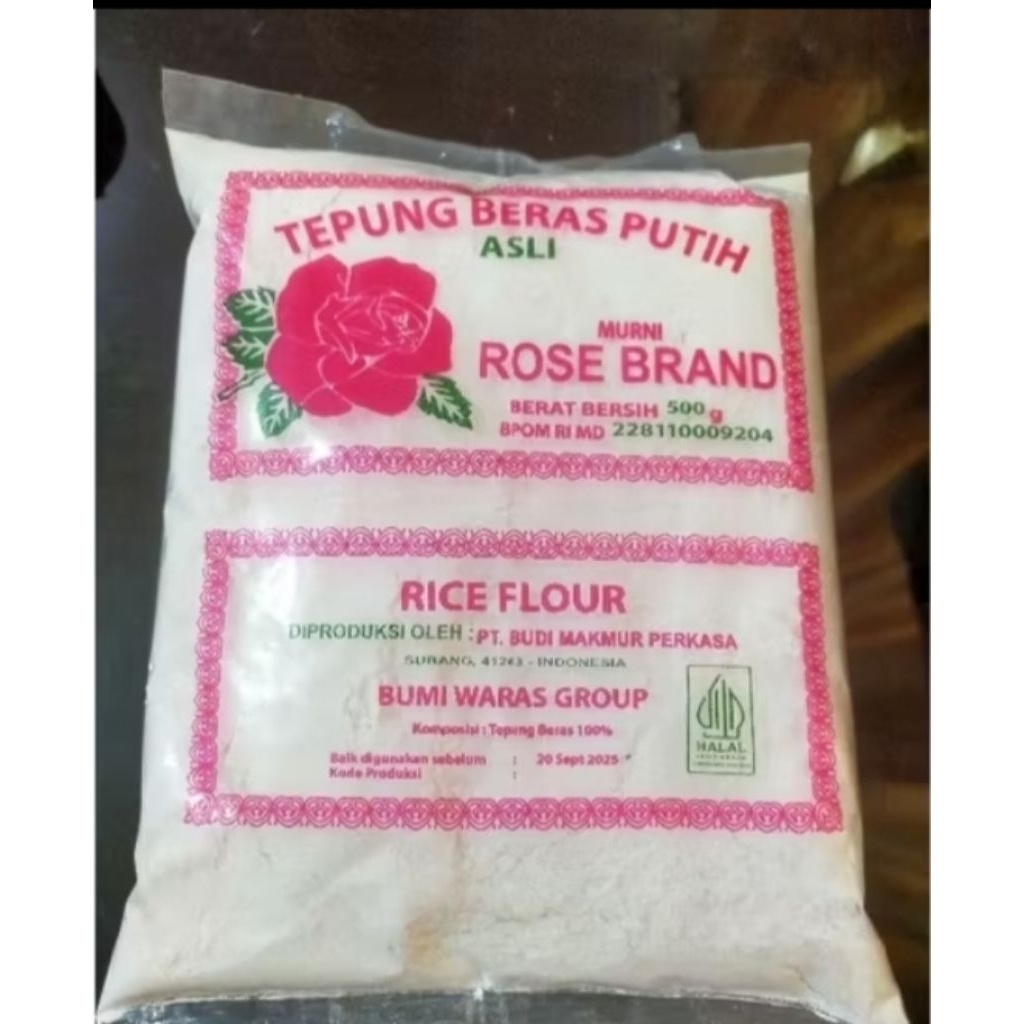 TEPUNG BERAS PUTIH
ASLI
MURNI
ROSE BRAND
BERAT BERSIH 500 g
BPOM RI MD 228110009204
RICE FLOUR
DIPRODUKSI OLEH : PT. BUDI MAKMUR PERKASA
SUBANG, 41263 - INDONESIA
BUMI WARAS GROUP
Komposisi : Tepung Beras 100%
Baik digunakan sebelum : 20 Sept 2025
Kode Produksi :
HALAL
INDONESIA